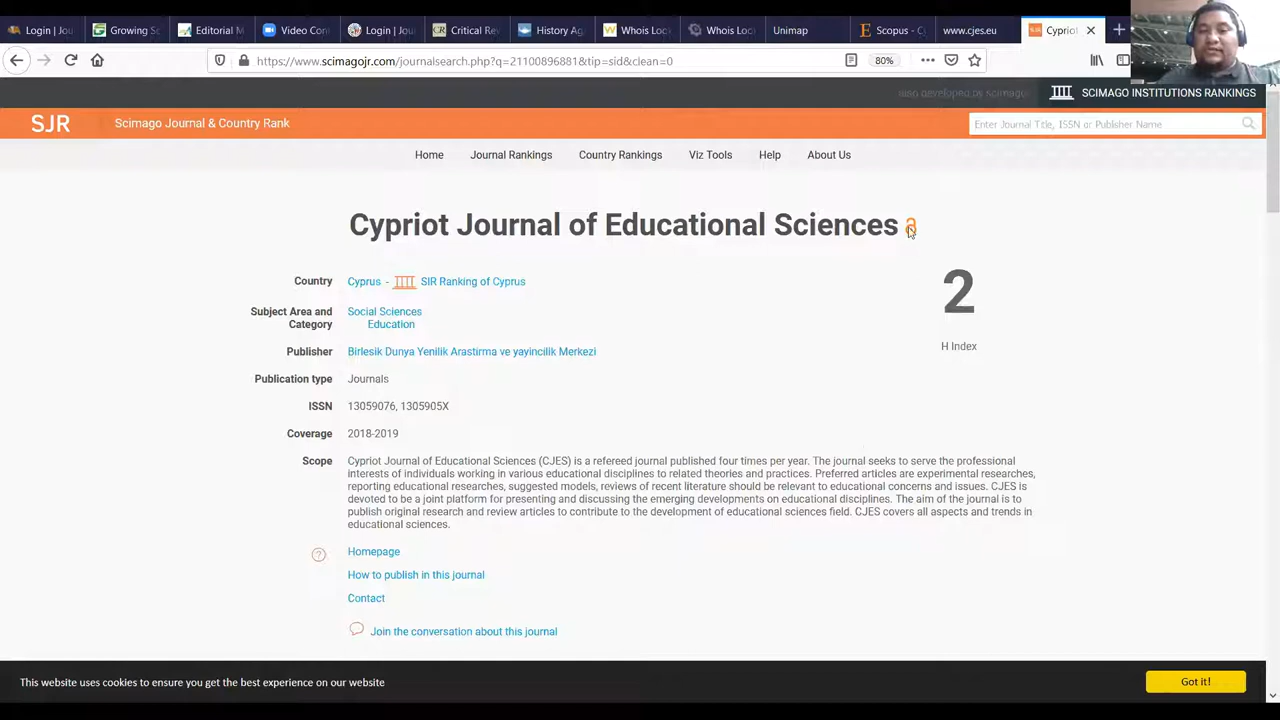 Login | Jou
Growing S
Editorial M
Video Con
Login | Jou
Critical Rev
History Ag
Whois Look
Whois Look
Unimap
Scopus - Cy
www.cjes.eu
Cypriot
https://www.scimagojr.com/journalsearch.php?q=21100896881&tip=sid&clean=0
80%
also developed by scimago:
SCIMAGO INSTITUTIONS RANKINGS
SJR
Scimago Journal & Country Rank
Enter Journal Title, ISSN or Publisher Name
Home
Journal Rankings
Country Rankings
Viz Tools
Help
About Us
Cypriot Journal of Educational Sciences
Country
Cyprus - SIR Ranking of Cyprus
2
H Index
Subject Area and
Category
Social Sciences
Education
Publisher
Birlesik Dunya Yenilik Arastirma ve yayincilik Merkezi
Publication type
Journals
ISSN
13059076, 1305905X
Coverage
2018-2019
Scope
Cypriot Journal of Educational Sciences (CJES) is a refereed journal published four times per year. The journal seeks to serve the professional
interests of individuals working in various educational disciplines to related theories and practices. Preferred articles are experimental researches,
reporting educational researches, suggested models, reviews of recent literature should be relevant to educational concerns and issues. CJES is
devoted to be a joint platform for presenting and discussing the emerging developments on educational disciplines. The aim of the journal is to
publish original research and review articles to contribute to the development of educational sciences field. CJES covers all aspects and trends in
educational sciences.
?
Homepage
How to publish in this journal
Contact
Join the conversation about this journal
This website uses cookies to ensure you get the best experience on our website
Got it!